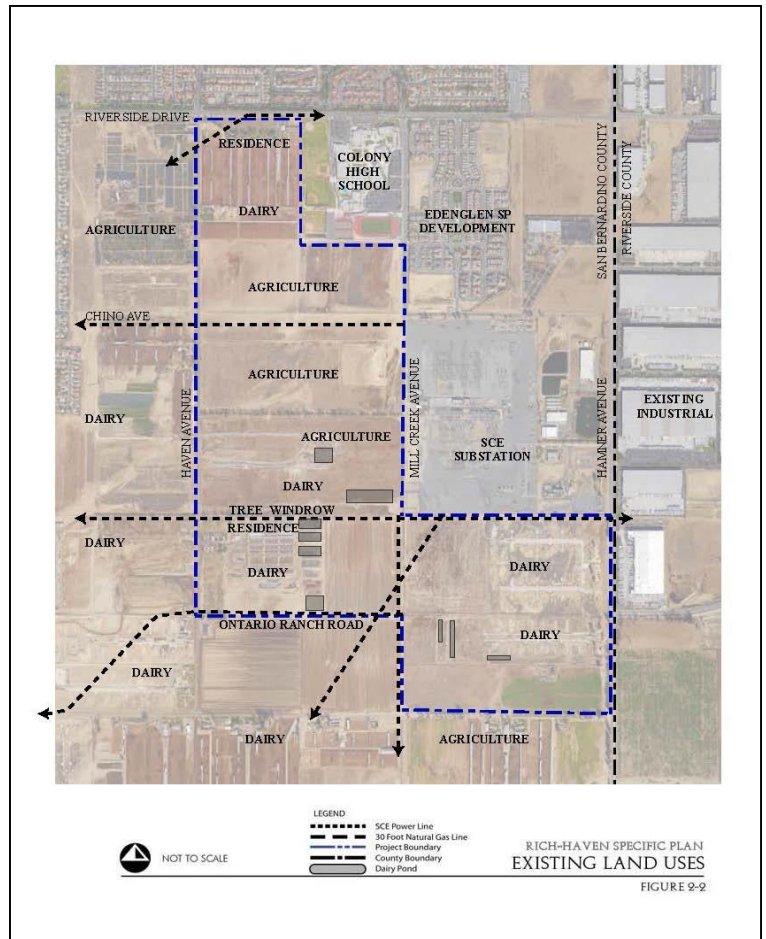 RIVERSIDE DRIVE
RESIDENCE
COLONY
HIGH
SCHOOL
DAIRY
AGRICULTURE
EDENGLEN SP
DEVELOPMENT
SAN BERNARDINO COUNTY
RIVERSIDE COUNTY
AGRICULTURE
CHINO AVE
AGRICULTURE
DAIRY
HAVEN AVENUE
MILL CREEK AVENUE
HAMNER AVENUE
EXISTING
INDUSTRIAL
AGRICULTURE
SCE
SUBSTATION
DAIRY
TREE WINDROW
RESIDENCE
DAIRY
DAIRY
DAIRY
DAIRY
ONTARIO RANCH ROAD
DAIRY
DAIRY
AGRICULTURE
LEGEND
SCE Power Line
30 Foot Natural Gas Line
Project Boundary
County Boundary
Dairy Pond
NOT TO SCALE
RICH-HAVEN SPECIFIC PLAN
EXISTING LAND USES
FIGURE 2-2